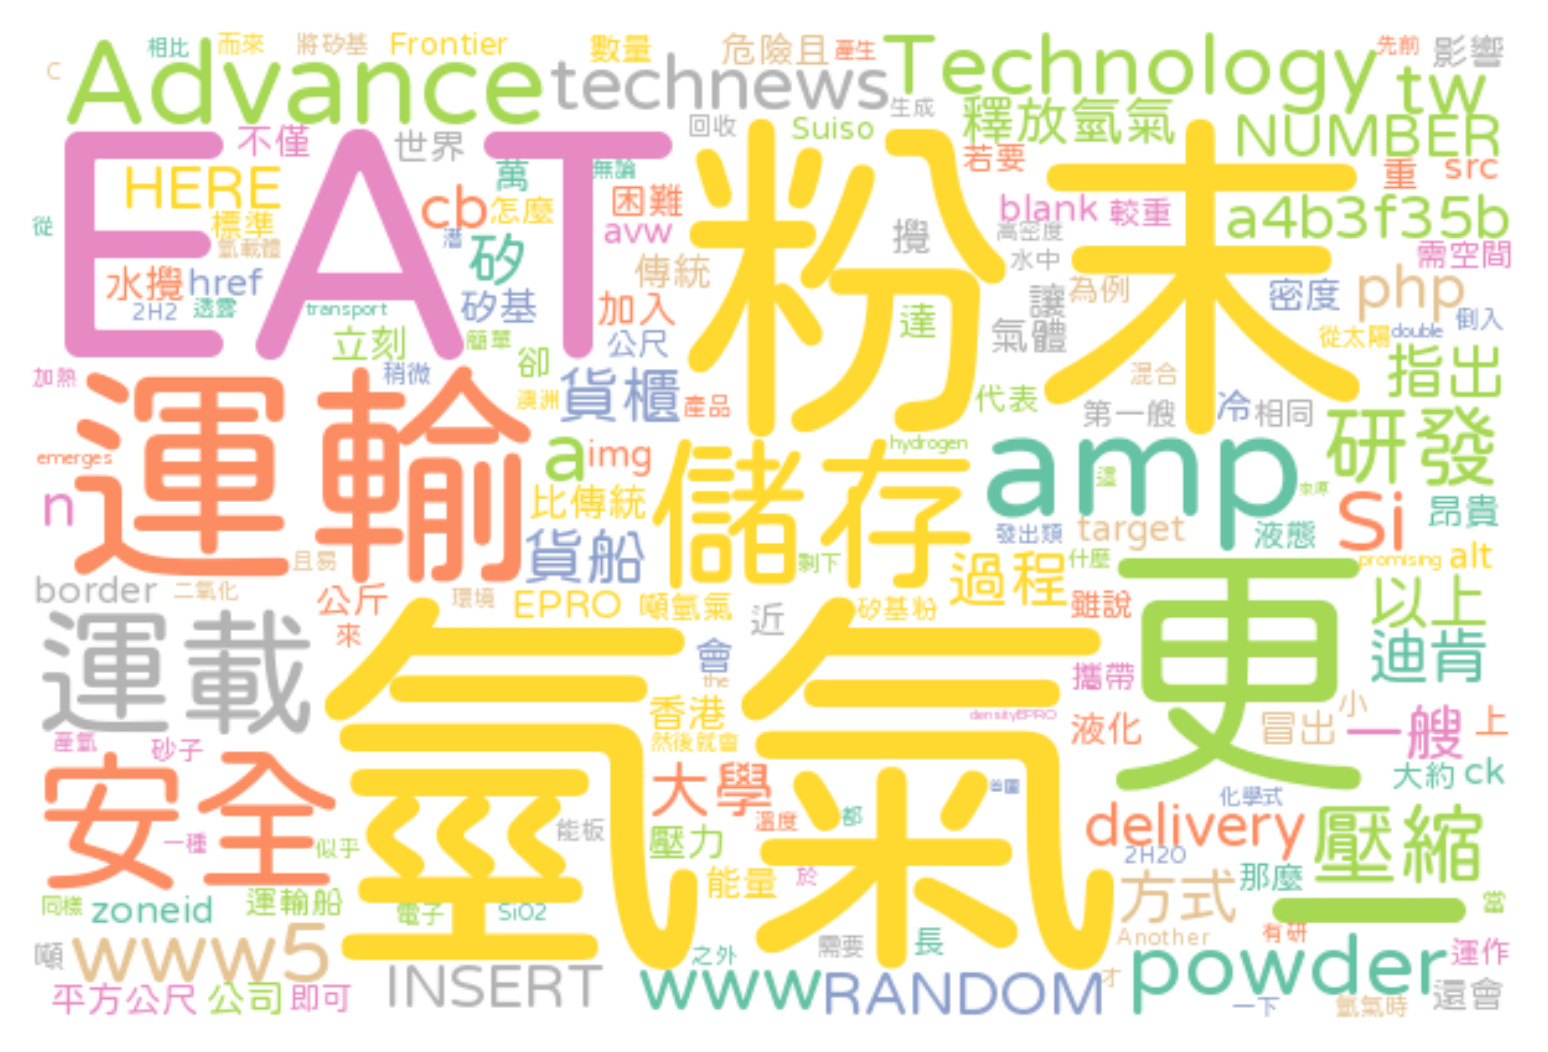 C 相比 而來 將矽基 Frontier 數量 危險且 產生 Technology 先前 影響
Advance technews tw
生成 釋放氫氣 NUMBER
EAT 不僅 世界 回收 Suiso 粉末 若要 重 src
HERE 萬 無論 困難 blank 較重 a4b3f35b
從 標準 cb 怎麼 avw 攪 高密度 需空間
氫載體 潛 矽 傳統 水中
水攪 href 矽基 加入 讓 為例 密度 php
2H2 透露 transport 達 氣體 從太陽 double 倒入
立刻 簡單 卻 公尺 指出
加熱 稍微 澳洲 貨櫃 產品 代表 混合 第一艘 冷 相同
運輸 儲存 hydrogen amp 研發
emerges a img 這
n 比傳統 target 液態 Si 昂貴
貨船 發出類 promising alt
且易 剩下 過程 什麼 更
border 二氧化 公斤 環境 EPRO 噸氫氣 近 矽基粉 雖說 以上
運載 來 氫氣 會 the 攜帶 迪肯
香港 densityEPRO 液化 小 冒出 一艘 上
產氫 砂子 然後就會
安全 大學 首圖 大約 ck
化學式
一種 似乎 能板 壓力 溫度 都 delivery 壓縮
2H2O
能量 於 方式 那麼
同樣 zoneid 運輸船 電子 SiO2 一 當
噸 www5 之外 需要 長 Another 有研 運作
平方公尺 公司 即可 INSERT www RANDOM 才 powder 還會
一下 氫氣時